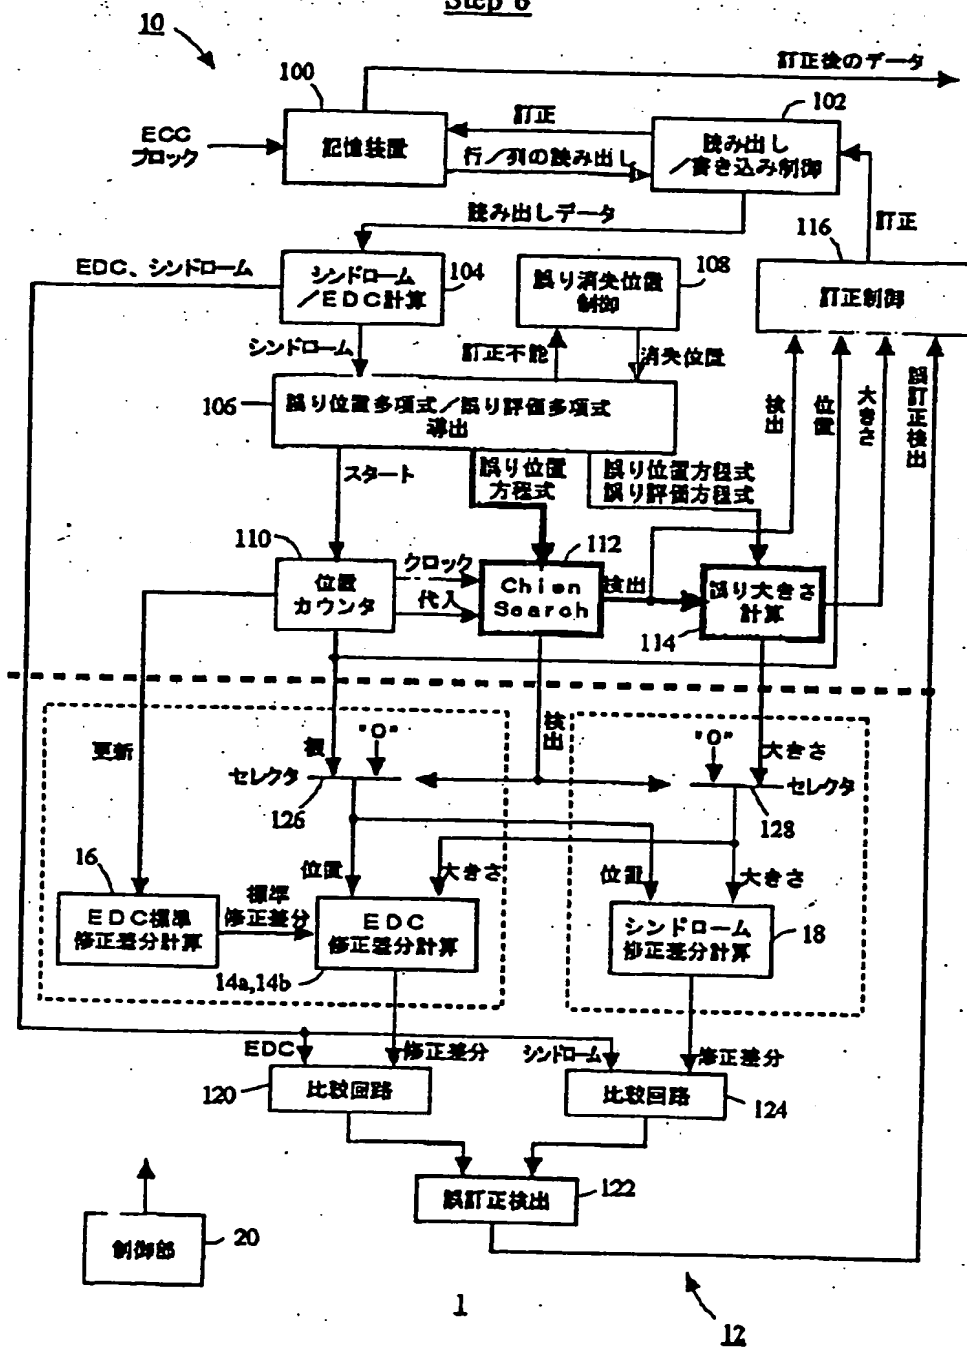 Step 6
10
訂正後のデータ
100
102
ECC
ブロック
記憶装置
訂正
行／列の読み出し
読み出し
／書き込み制御
読み出しデータ
訂正
116
EDC、シンドローム
シンドローム
／EDC計算
104
誤り消失位置
制御
108
訂正制御
シンドローム
訂正不能
消失位置
106
誤り位置多項式／誤り評価多項式
導出
検出
位置
大きさ
誤訂正検出
スタート
誤り位置
方程式
誤り位置方程式
誤り評価方程式
110
位置
カウンタ
クロック
代入
112
Chien
Search
検出
誤り大きさ
計算
114
更新
根
"0"
検出
"0"
大きさ
セレクタ
126
セレクタ
128
16
位置
大きさ
位置
大きさ
EDC標準
修正差分計算
標準
修正差分
EDC
修正差分計算
シンドローム
修正差分計算
18
14a,14b
EDC
修正差分
シンドローム
修正差分
120
比較回路
比較回路
124
誤訂正検出
122
制御部
20
1
12